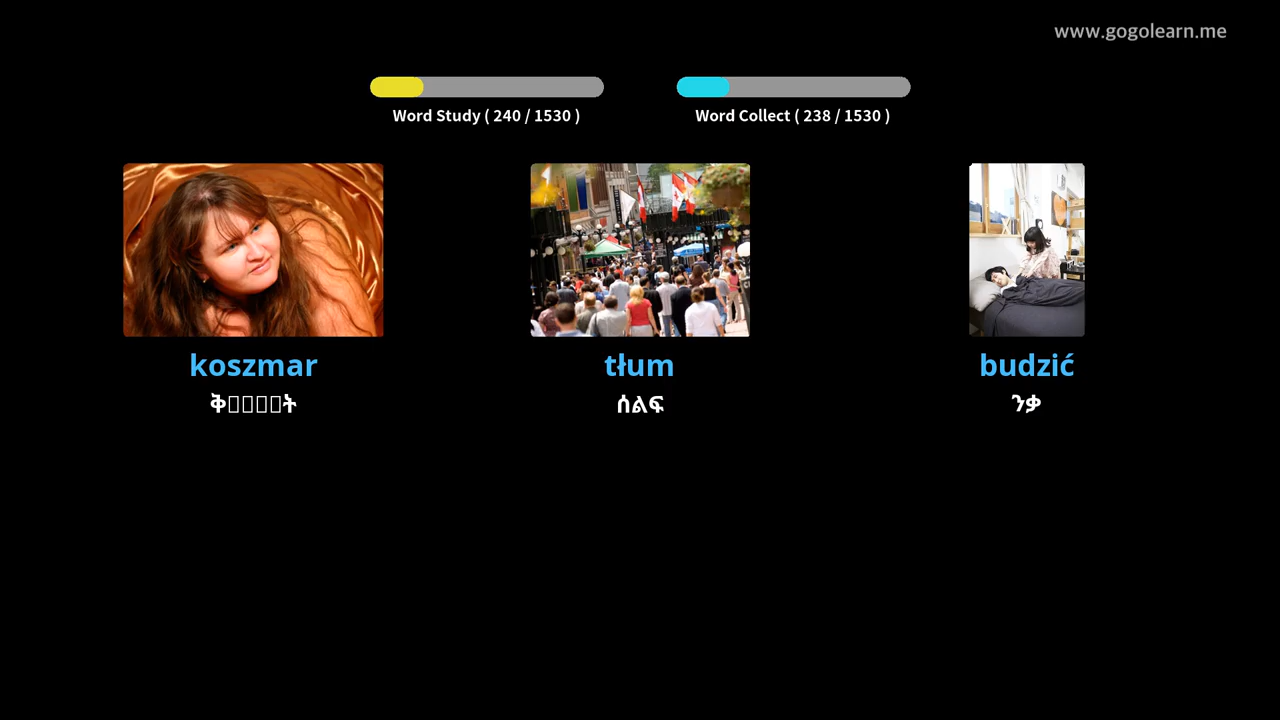 www.gogolearn.me
Word Study ( 240 / 1530 )
Word Collect ( 238 / 1530 )
koszmar
tłum
budzić
ሰልፍ
ንቃ